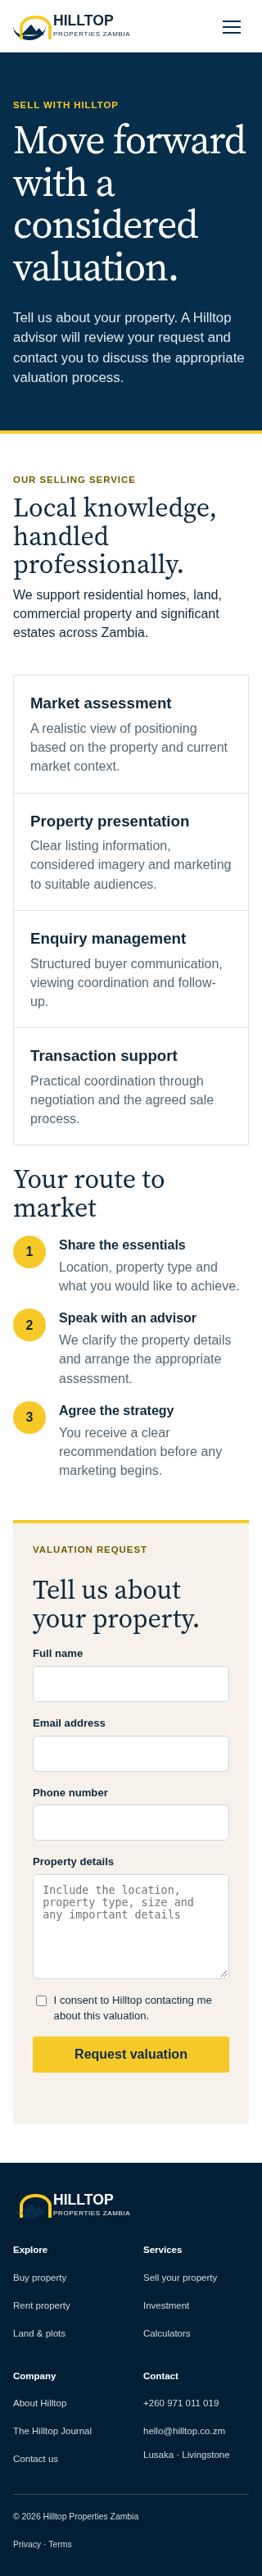 HILLTOP
PROPERTIES ZAMBIA
SELL WITH HILLTOP
Move forward
with a
considered
valuation.
Tell us about your property. A Hilltop
advisor will review your request and
contact you to discuss the appropriate
valuation process.
OUR SELLING SERVICE
Local knowledge,
handled
professionally.
We support residential homes, land,
commercial property and significant
estates across Zambia.
Market assessment
A realistic view of positioning
based on the property and current
market context.
Property presentation
Clear listing information,
considered imagery and marketing
to suitable audiences.
Enquiry management
Structured buyer communication,
viewing coordination and follow-
up.
Transaction support
Practical coordination through
negotiation and the agreed sale
process.
Your route to
market
1
Share the essentials
Location, property type and
what you would like to achieve.
2
Speak with an advisor
We clarify the property details
and arrange the appropriate
assessment.
3
Agree the strategy
You receive a clear
recommendation before any
marketing begins.
VALUATION REQUEST
Tell us about
your property.
Full name
Email address
Phone number
Property details
Include the location,
property type, size and
any important details
I consent to Hilltop contacting me
about this valuation.
Request valuation
HILLTOP
PROPERTIES ZAMBIA
Explore
Buy property
Rent property
Land & plots
Services
Sell your property
Investment
Calculators
Company
About Hilltop
The Hilltop Journal
Contact us
Contact
+260 971 011 019
hello@hilltop.co.zm
Lusaka · Livingstone
© 2026 Hilltop Properties Zambia
Privacy · Terms